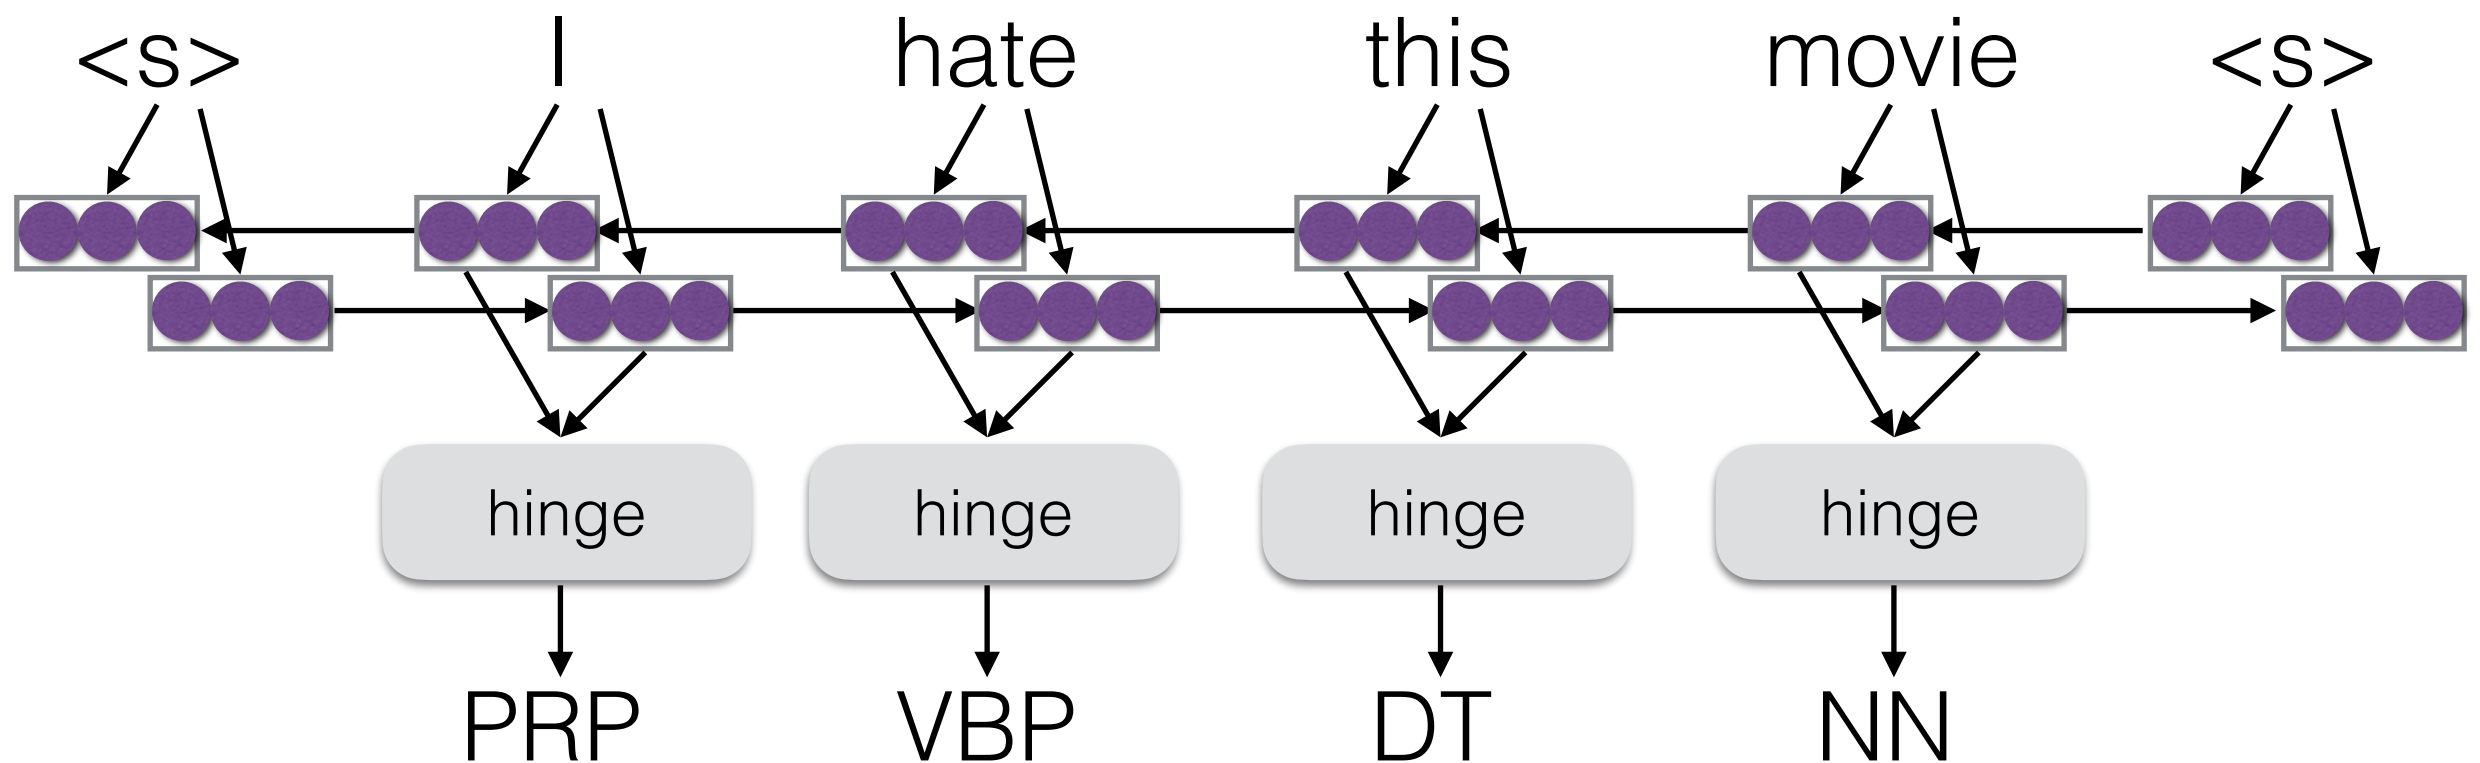 <s> I hate this movie <s>
hinge hinge hinge hinge
PRP VBP DT NN